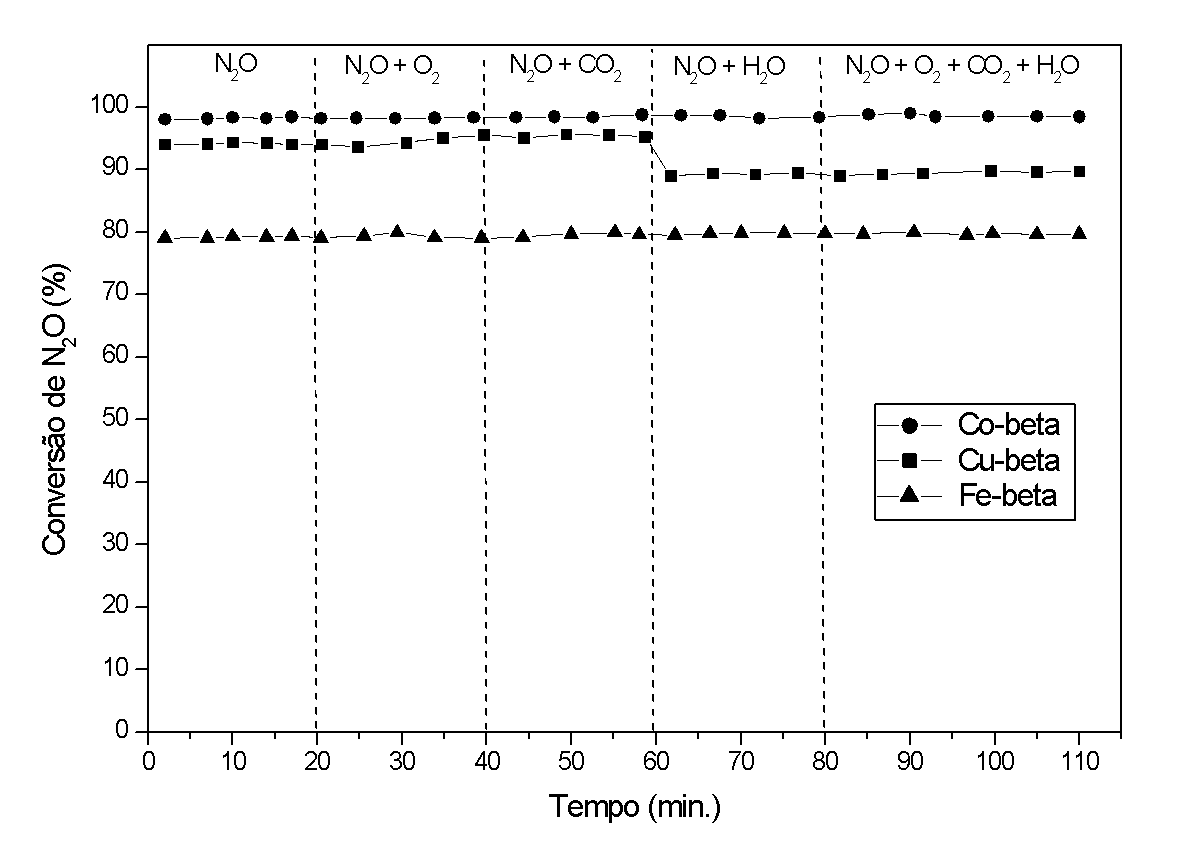 N₂O
N₂O + O₂
N₂O + CO₂
N₂O + H₂O
N₂O + O₂ + CO₂ + H₂O
100
90
80
70
60
50
40
30
20
10
0
Conversão de N₂O (%)
Co-beta
Cu-beta
Fe-beta
0 10 20 30 40 50 60 70 80 90 100 110
Tempo (min.)